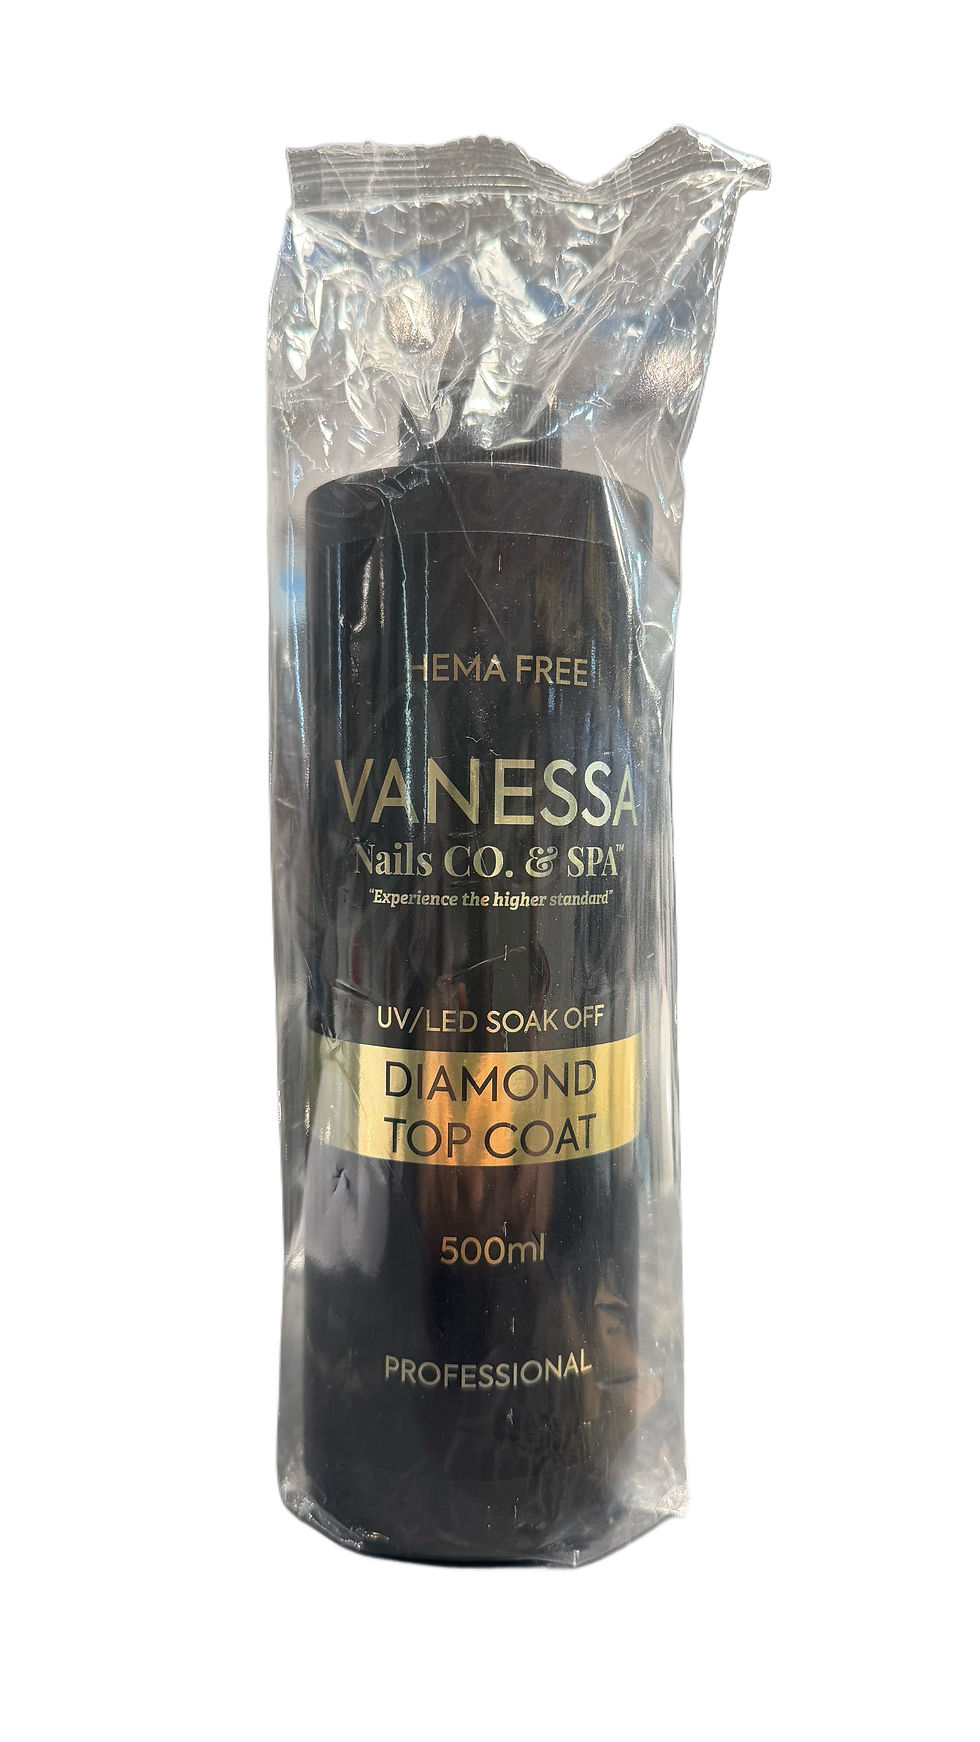 HEMA FREE
VANESSA
Nails CO. & SPA™
"Experience the higher standard"
UV/LED SOAK OFF
DIAMOND
TOP COAT
500ml
PROFESSIONAL